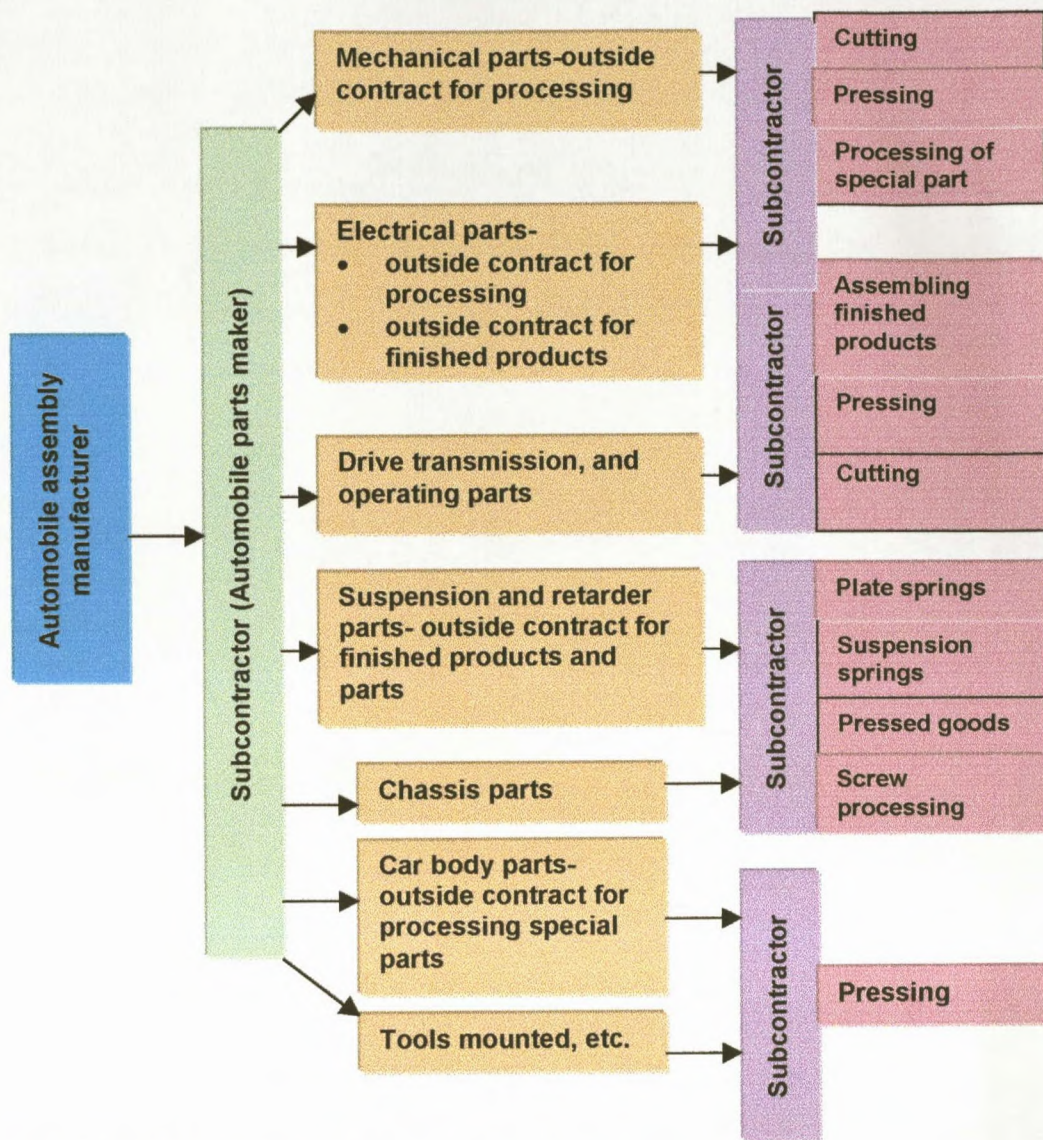 Automobile assembly
manufacturer
Subcontractor (Automobile parts maker)
Mechanical parts-outside
contract for processing
Electrical parts-
• outside contract for
processing
• outside contract for
finished products
Drive transmission, and
operating parts
Suspension and retarder
parts- outside contract for
finished products and
parts
Chassis parts
Car body parts-
outside contract for
processing special
parts
Tools mounted, etc.
Subcontractor
Cutting
Pressing
Processing of
special part
Subcontractor
Assembling
finished
products
Pressing
Cutting
Subcontractor
Plate springs
Suspension
springs
Pressed goods
Screw
processing
Subcontractor
Pressing